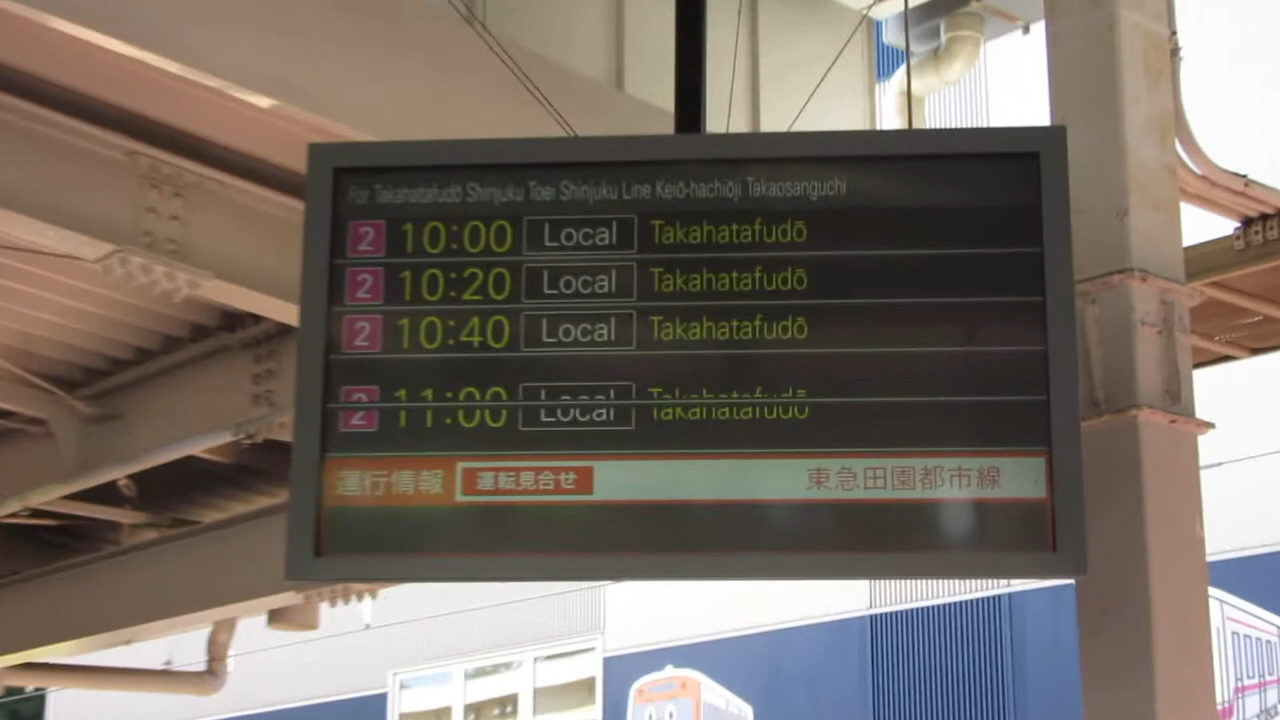 For Takahatafudō Shinjuku Toei Shinjuku Line Keiō-hachiōji Takaosanguchi
2 10:00 Local Takahatafudō
2 10:20 Local Takahatafudō
2 10:40 Local Takahatafudō
2 11:00 Local Takahatafudō
運行情報 運転見合せ 東急田園都市線